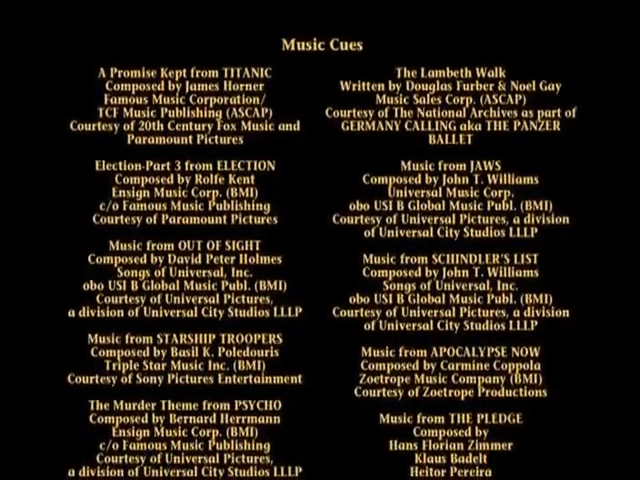 Music Cues
A Promise Kept from TITANIC
Composed by James Horner
Famous Music Corporation/
TCF Music Publishing (ASCAP)
Courtesy of 20th Century Fox Music and
Paramount Pictures
Election-Part 3 from ELECTION
Composed by Rolfe Kent
Ensign Music Corp. (BMI)
c/o Famous Music Publishing
Courtesy of Paramount Pictures
Music from OUT OF SIGHT
Composed by David Peter Holmes
Songs of Universal, Inc.
obo USI B Global Music Publ. (BMI)
Courtesy of Universal Pictures,
a division of Universal City Studios LLLP
Music from STARSHIP TROOPERS
Composed by Basil K. Poledouris
Triple Star Music Inc. (BMI)
Courtesy of Sony Pictures Entertainment
The Murder Theme from PSYCHO
Composed by Bernard Herrmann
Ensign Music Corp. (BMI)
c/o Famous Music Publishing
Courtesy of Universal Pictures,
a division of Universal City Studios LLLP
The Lambeth Walk
Written by Douglas Furber & Noel Gay
Music Sales Corp. (ASCAP)
Courtesy of The National Archives as part of
GERMANY CALLING aka THE PANZER
BALLET
Music from JAWS
Composed by John T. Williams
Universal Music Corp.
obo USI B Global Music Publ. (BMI)
Courtesy of Universal Pictures, a division
of Universal City Studios LLLP
Music from SCHINDLER'S LIST
Composed by John T. Williams
Songs of Universal, Inc.
obo USI B Global Music Publ. (BMI)
Courtesy of Universal Pictures, a division
of Universal City Studios LLLP
Music from APOCALYPSE NOW
Composed by Carmine Coppola
Zoetrope Music Company (BMI)
Courtesy of Zoetrope Productions
Music from THE PLEDGE
Composed by
Hans Florian Zimmer
Klaus Badelt
Heitor Pereira